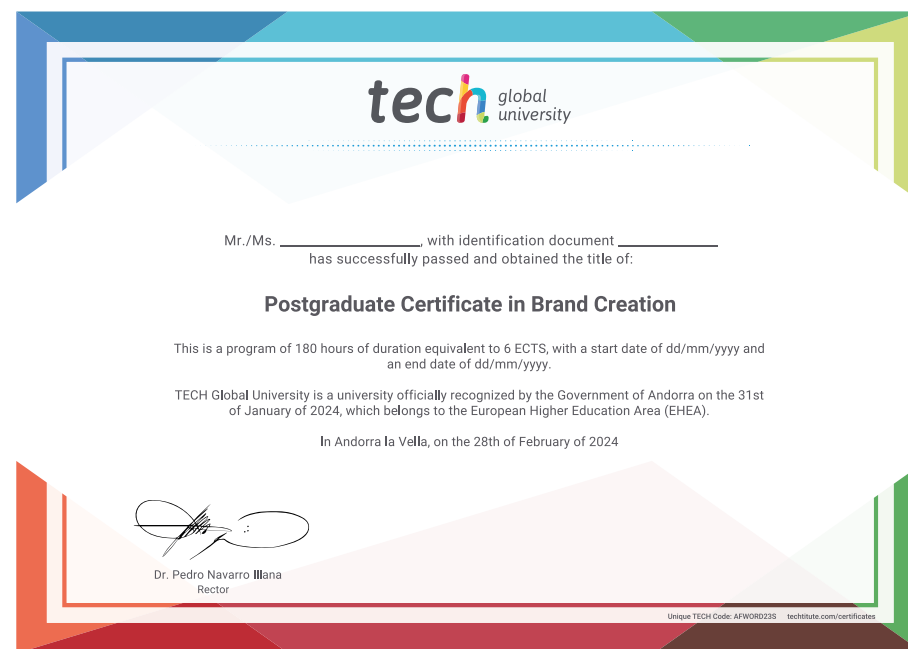 tech global
university
Mr./Ms. ____________, with identification document ____________
has successfully passed and obtained the title of:
Postgraduate Certificate in Brand Creation
This is a program of 180 hours of duration equivalent to 6 ECTS, with a start date of dd/mm/yyyy and
an end date of dd/mm/yyyy.
TECH Global University is a university officially recognized by the Government of Andorra on the 31st
of January of 2024, which belongs to the European Higher Education Area (EHEA).
In Andorra la Vella, on the 28th of February of 2024
Dr. Pedro Navarro Illana
Rector
Unique TECH Code: AFWORD23S techtitute.com/certificates